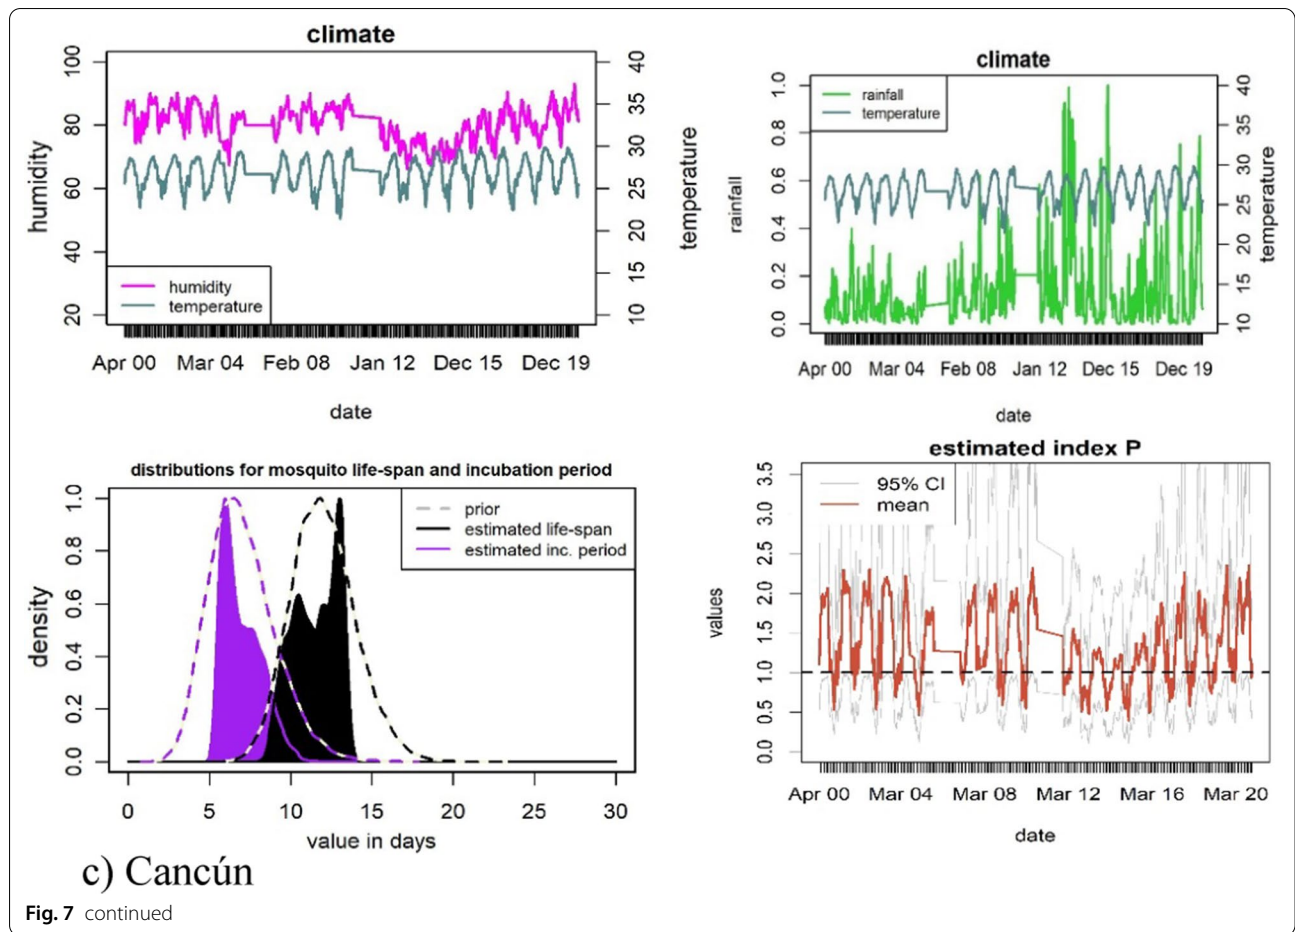 climate
100
80
60
40
20
humidity
40
35
30
25
20
15
10
temperature
humidity
temperature
Apr 00 Mar 04 Feb 08 Jan 12 Dec 15 Dec 19
date
climate
1.0
0.8
0.6
0.4
0.2
0.0
rainfall
40
35
30
25
20
15
10
temperature
rainfall
temperature
Apr 00 Mar 04 Feb 08 Jan 12 Dec 15 Dec 19
date
distributions for mosquito life-span and incubation period
1.0
0.8
0.6
0.4
0.2
0.0
density
prior
estimated life-span
estimated inc. period
0 5 10 15 20 25 30
value in days
estimated index P
3.5
3.0
2.5
2.0
1.5
1.0
0.5
0.0
values
95% CI
mean
Apr 00 Mar 04 Mar 08 Mar 12 Mar 16 Mar 20
date
c) Cancún
Fig. 7 continued